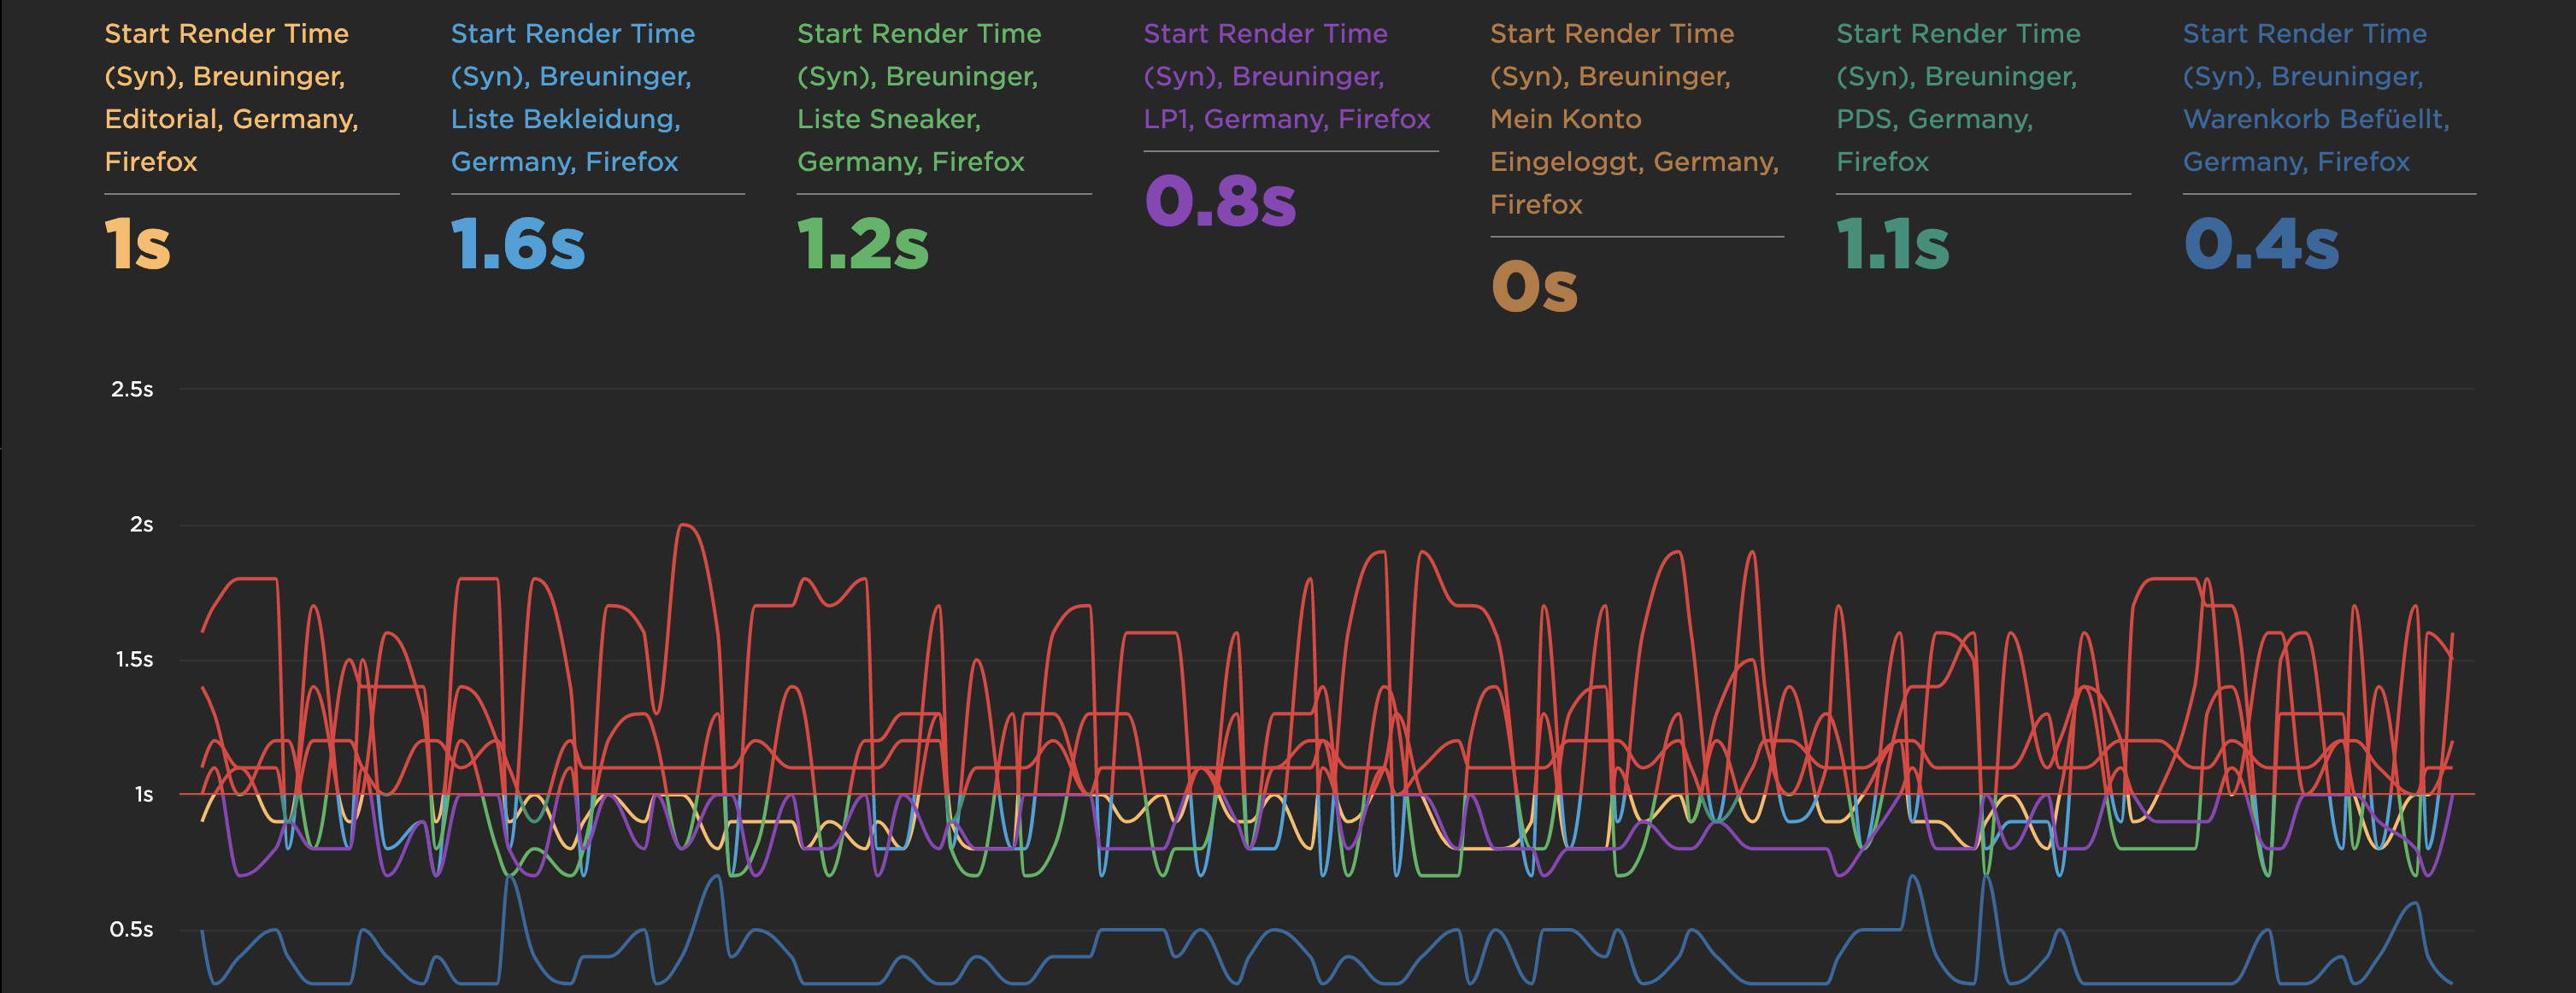 Start Render Time
(Syn), Breuninger,
Editorial, Germany,
Firefox
1s
Start Render Time
(Syn), Breuninger,
Liste Bekleidung,
Germany, Firefox
1.6s
Start Render Time
(Syn), Breuninger,
Liste Sneaker,
Germany, Firefox
1.2s
Start Render Time
(Syn), Breuninger,
LP1, Germany, Firefox
0.8s
Start Render Time
(Syn), Breuninger,
Mein Konto
Eingeloggt, Germany,
Firefox
0s
Start Render Time
(Syn), Breuninger,
PDS, Germany,
Firefox
1.1s
Start Render Time
(Syn), Breuninger,
Warenkorb Befüellt,
Germany, Firefox
0.4s
2.5s
2s
1.5s
1s
0.5s